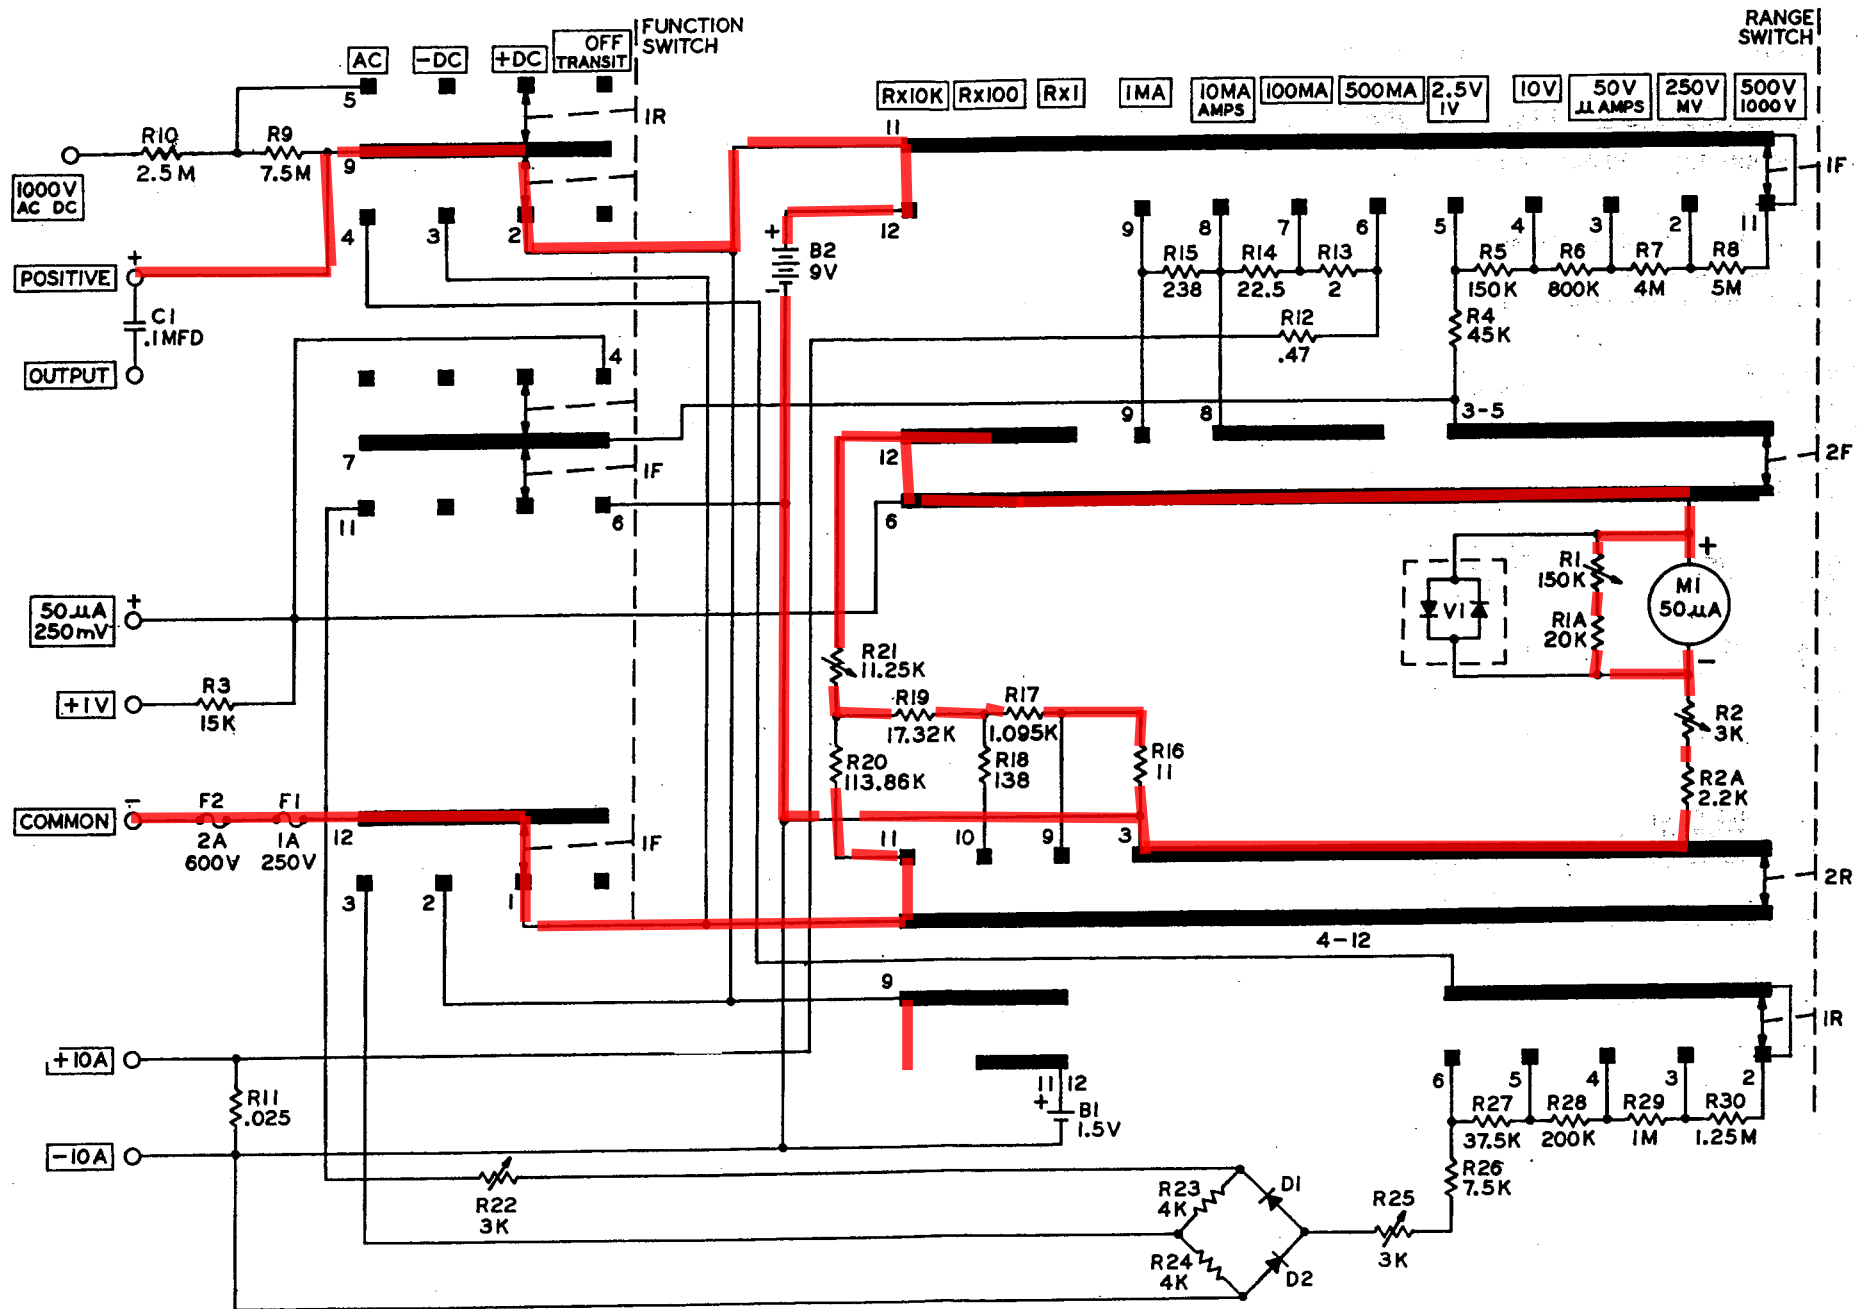 FUNCTION
SWITCH
RANGE
SWITCH
AC
-DC
+DC
OFF
TRANSIT
RX10K
RX100
RX1
1MA
10MA
AMPS
100MA
500MA
2.5V
1V
10V
50V
µAMPS
250V
MV
500V
1000V
5
1R
11
R10
2.5M
R9
7.5M
9
1F
1000V
AC DC
4
3
2
12
9
8
7
6
5
4
3
2
11
+
B2
9V
-
R15
238
R14
22.5
R13
2
R5
150K
R6
800K
R7
4M
R8
5M
POSITIVE
+
C1
.1MFD
OUTPUT
R12
.47
R4
45K
4
7
1F
11
6
9
8
3-5
12
6
2F
50µA
250mV
+
R1
150K
R1A
20K
V1
+
M1
50µA
-
+1V
R3
15K
R21
11.25K
R19
17.32K
R17
1.095K
R20
113.86K
R18
138
R16
11
R2
3K
R2A
2.2K
COMMON
-
F2
2A
600V
F1
1A
250V
12
1F
11
10
9
3
3
2
1
2R
4-12
9
1R
+10A
R11
.025
-10A
11
12
+
B1
1.5V
6
5
4
3
2
R27
37.5K
R28
200K
R29
1M
R30
1.25M
R26
7.5K
R22
3K
R23
4K
D1
R24
4K
D2
R25
3K